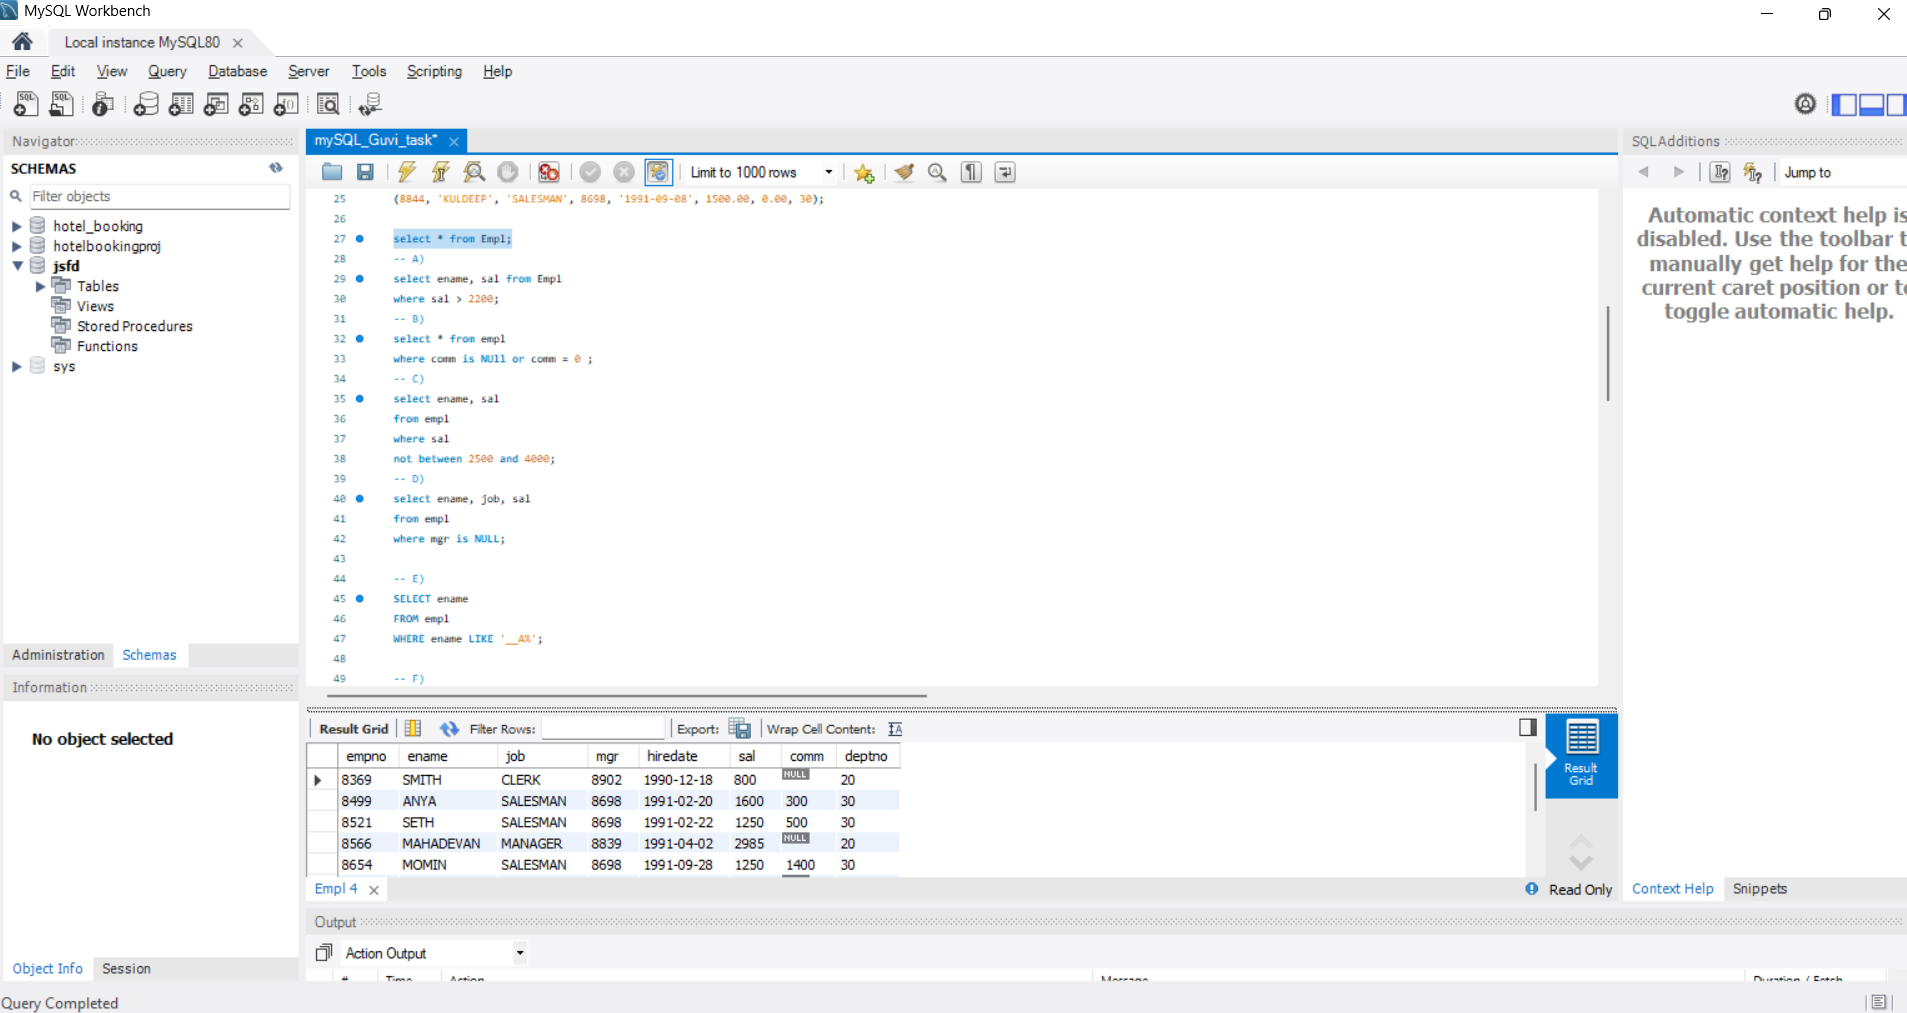 MySQL Workbench
Local instance MySQL80
File Edit View Query Database Server Tools Scripting Help
Navigator
SCHEMAS
Filter objects
hotel_booking
hotelbookingproj
jsfd
Tables
Views
Stored Procedures
Functions
sys
Administration Schemas
Information
No object selected
Object Info Session
Query Completed
mySQL_Guvi_task*
Limit to 1000 rows
25 (8844, 'KULDEEP', 'SALESMAN', 8698, '1991-09-08', 1500.00, 0.00, 30);
26
27 select * from Empl;
28 -- A)
29 select ename, sal from Empl
30 where sal > 2200;
31 -- B)
32 select * from empl
33 where comm is NUll or comm = 0 ;
34 -- C)
35 select ename, sal
36 from empl
37 where sal
38 not between 2500 and 4000;
39 -- D)
40 select ename, job, sal
41 from empl
42 where mgr is NULL;
43
44 -- E)
45 SELECT ename
46 FROM empl
47 WHERE ename LIKE '__A%';
48
49 -- F)
Result Grid Filter Rows: Export: Wrap Cell Content:
empno ename job mgr hiredate sal comm deptno
8369 SMITH CLERK 8902 1990-12-18 800 NULL 20
8499 ANYA SALESMAN 8698 1991-02-20 1600 300 30
8521 SETH SALESMAN 8698 1991-02-22 1250 500 30
8566 MAHADEVAN MANAGER 8839 1991-04-02 2985 NULL 20
8654 MOMIN SALESMAN 8698 1991-09-28 1250 1400 30
Result
Grid
Empl 4
Read Only
Output
Action Output
# Time Action Message Duration / Fetch
SQLAdditions
Jump to
Automatic context help is
disabled. Use the toolbar t
manually get help for the
current caret position or to
toggle automatic help.
Context Help Snippets